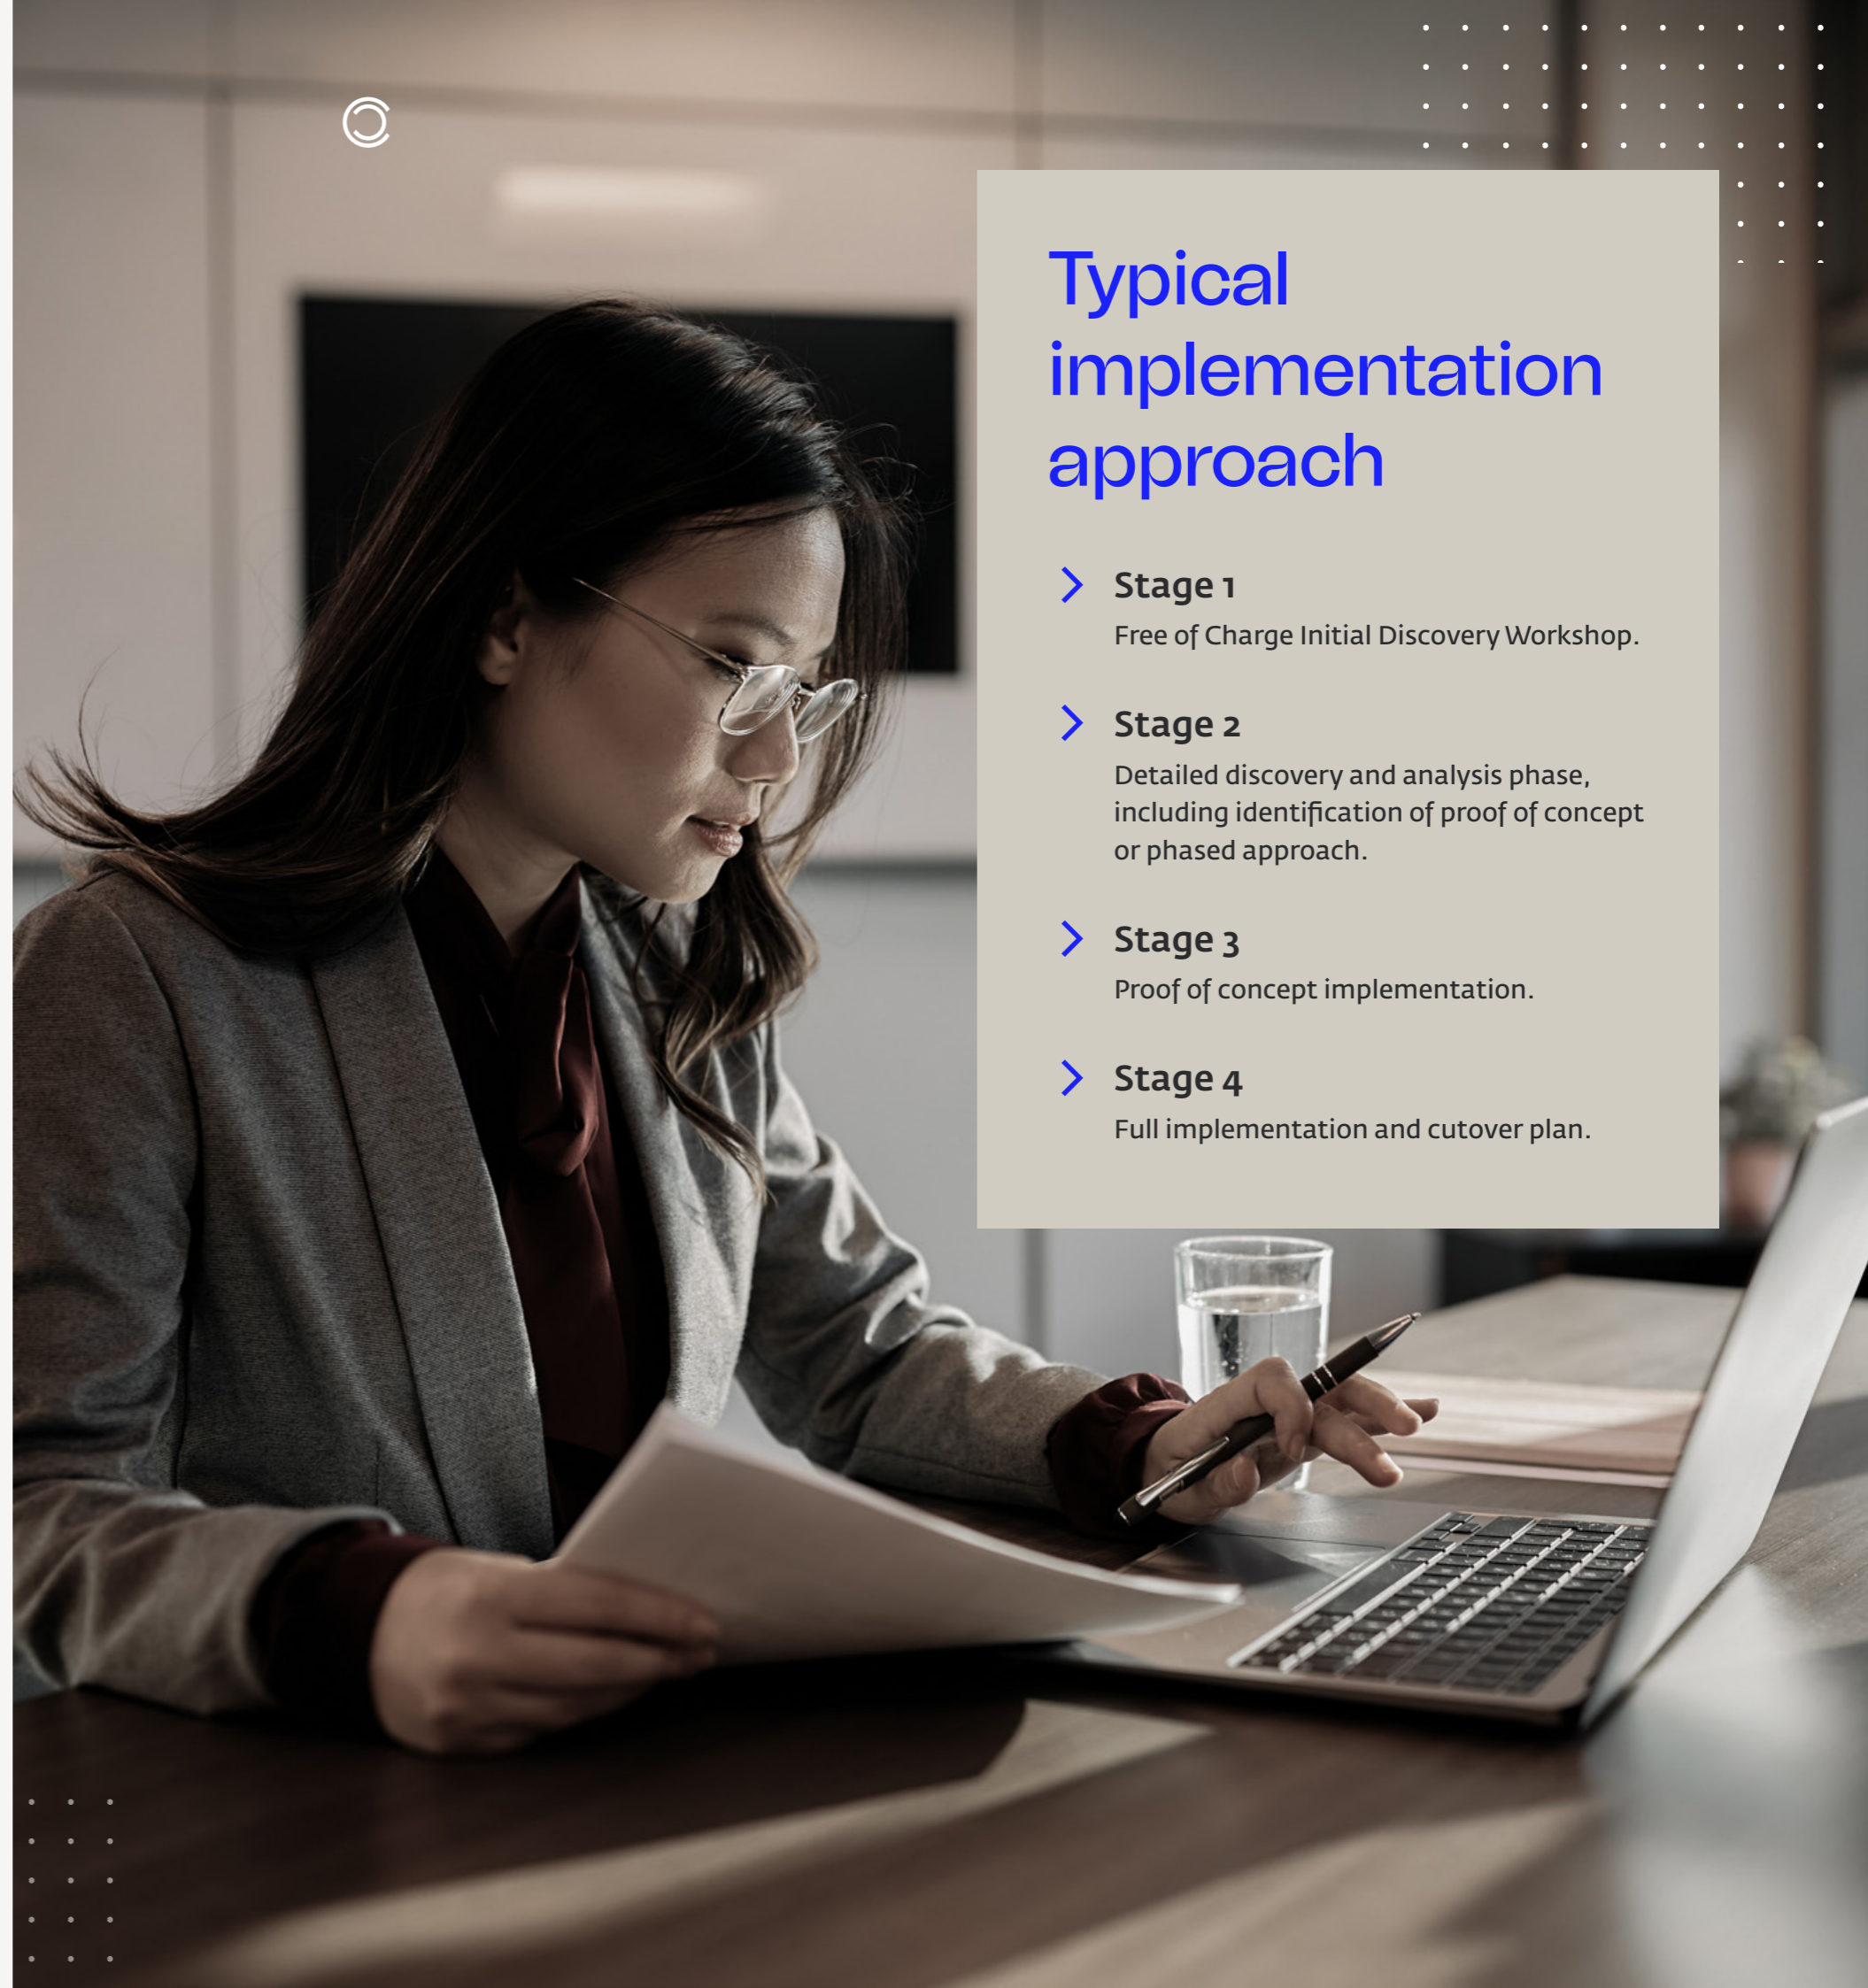 Typical
implementation
approach
Stage 1
Free of Charge Initial Discovery Workshop.
Stage 2
Detailed discovery and analysis phase,
including identification of proof of concept
or phased approach.
Stage 3
Proof of concept implementation.
Stage 4
Full implementation and cutover plan.